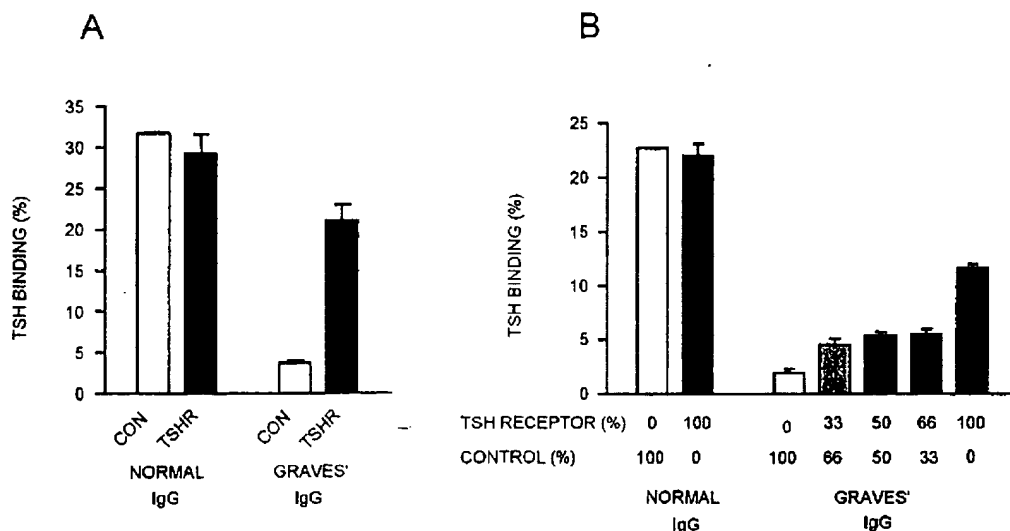 A
TSH BINDING (%)
35
30
25
20
15
10
5
0
CON TSHR CON TSHR
NORMAL GRAVES'
IgG IgG
B
TSH BINDING (%)
25
20
15
10
5
0
TSH RECEPTOR (%) 0 100 0 33 50 66 100
CONTROL (%) 100 0 100 66 50 33 0
NORMAL GRAVES'
IgG IgG